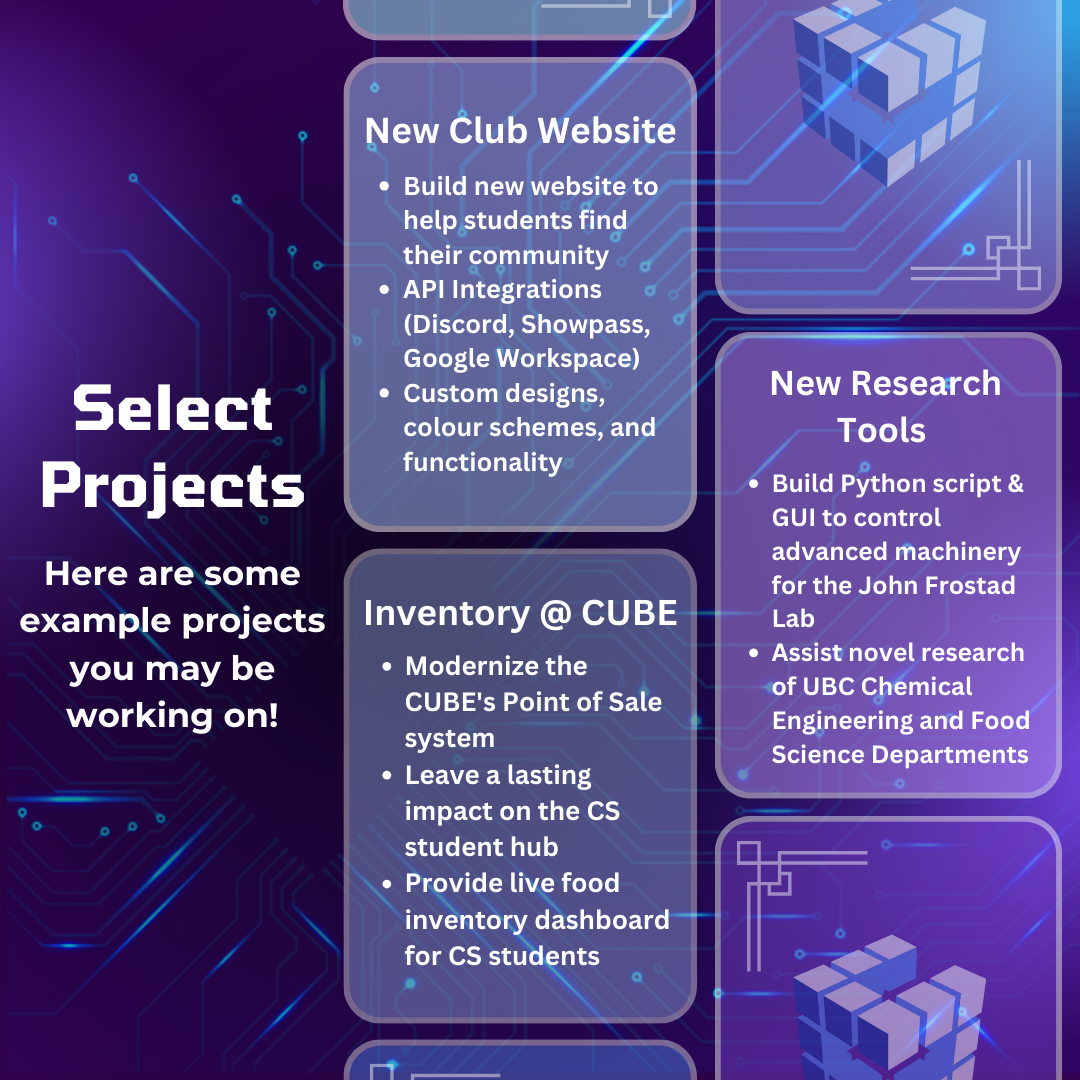 Select
Projects
Here are some
example projects
you may be
working on!
New Club Website
• Build new website to
help students find
their community
• API Integrations
(Discord, Showpass,
Google Workspace)
• Custom designs,
colour schemes, and
functionality
Inventory @ CUBE
• Modernize the
CUBE's Point of Sale
system
• Leave a lasting
impact on the CS
student hub
• Provide live food
inventory dashboard
for CS students
New Research
Tools
• Build Python script &
GUI to control
advanced machinery
for the John Frostad
Lab
• Assist novel research
of UBC Chemical
Engineering and Food
Science Departments